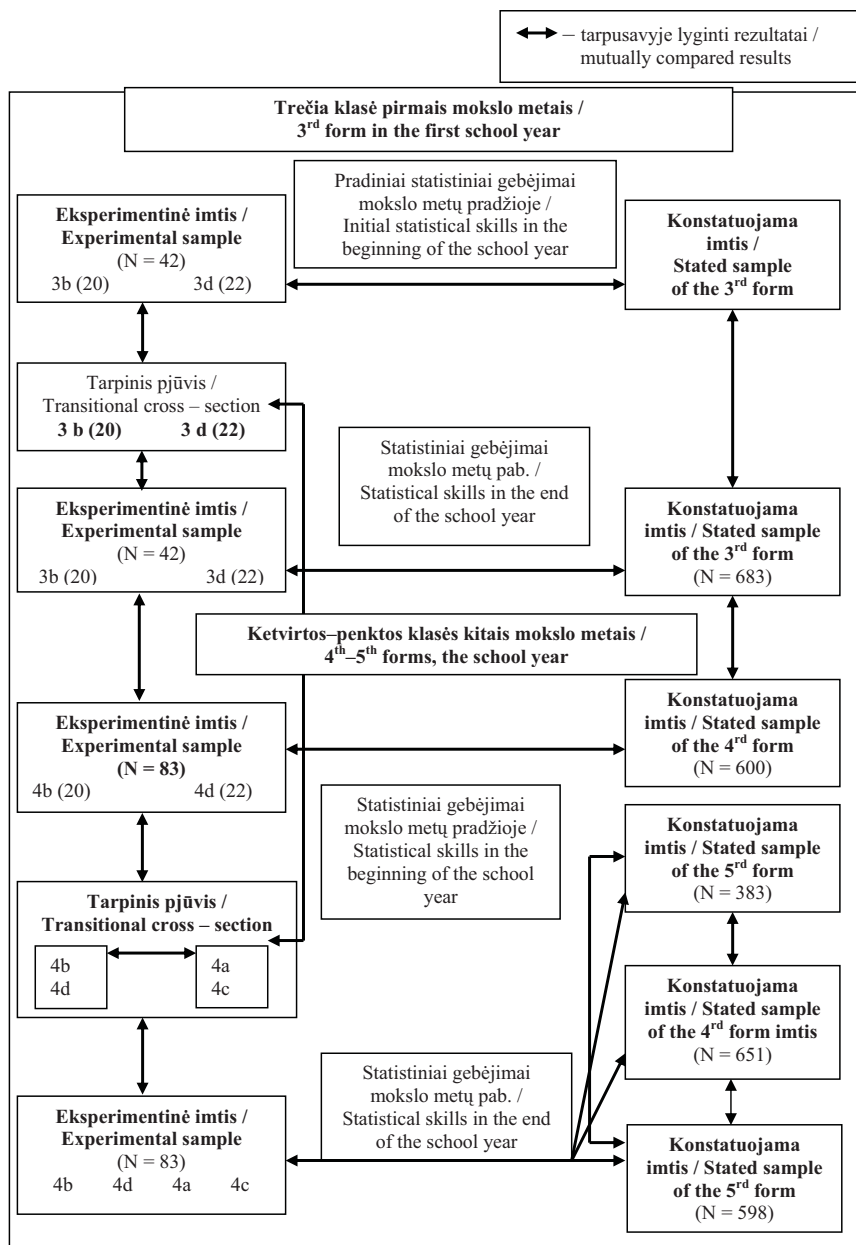 – tarpusavyje lyginti rezultatai /
mutually compared results
Trečia klasė pirmais mokslo metais /
3rd form in the first school year
Pradiniai statistiniai gebėjimai
mokslo metų pradžioje /
Initial statistical skills in the
beginning of the school year
Eksperimentinė imtis /
Experimental sample
(N = 42)
3b (20) 3d (22)
Konstatuojama
imtis /
Stated sample
of the 3rd form
Tarpinis pjūvis /
Transitional cross – section
3 b (20) 3 d (22)
Statistiniai gebėjimai
mokslo metų pab. /
Statistical skills in the end
of the school year
Eksperimentinė imtis /
Experimental sample
(N = 42)
3b (20) 3d (22)
Konstatuojama
imtis / Stated sample
of the 3rd form
(N = 683)
Ketvirtos–penktos klasės kitais mokslo metais /
4th–5th forms, the school year
Eksperimentinė imtis /
Experimental sample
(N = 83)
4b (20) 4d (22)
Konstatuojama
imtis / Stated sample
of the 4rd form
(N = 600)
Statistiniai gebėjimai
mokslo metų pradžioje /
Statistical skills in the
beginning of the school
year
Konstatuojama
imtis / Stated sample
of the 5rd form
(N = 383)
Tarpinis pjūvis /
Transitional cross – section
4b 4a
4d 4c
Konstatuojama
imtis / Stated sample
of the 4rd form imtis
(N = 651)
Statistiniai gebėjimai
mokslo metų pab. /
Statistical skills in the end
of the school year
Eksperimentinė imtis /
Experimental sample
(N = 83)
4b 4d 4a 4c
Konstatuojama
imtis / Stated sample
of the 5rd form
(N = 598)